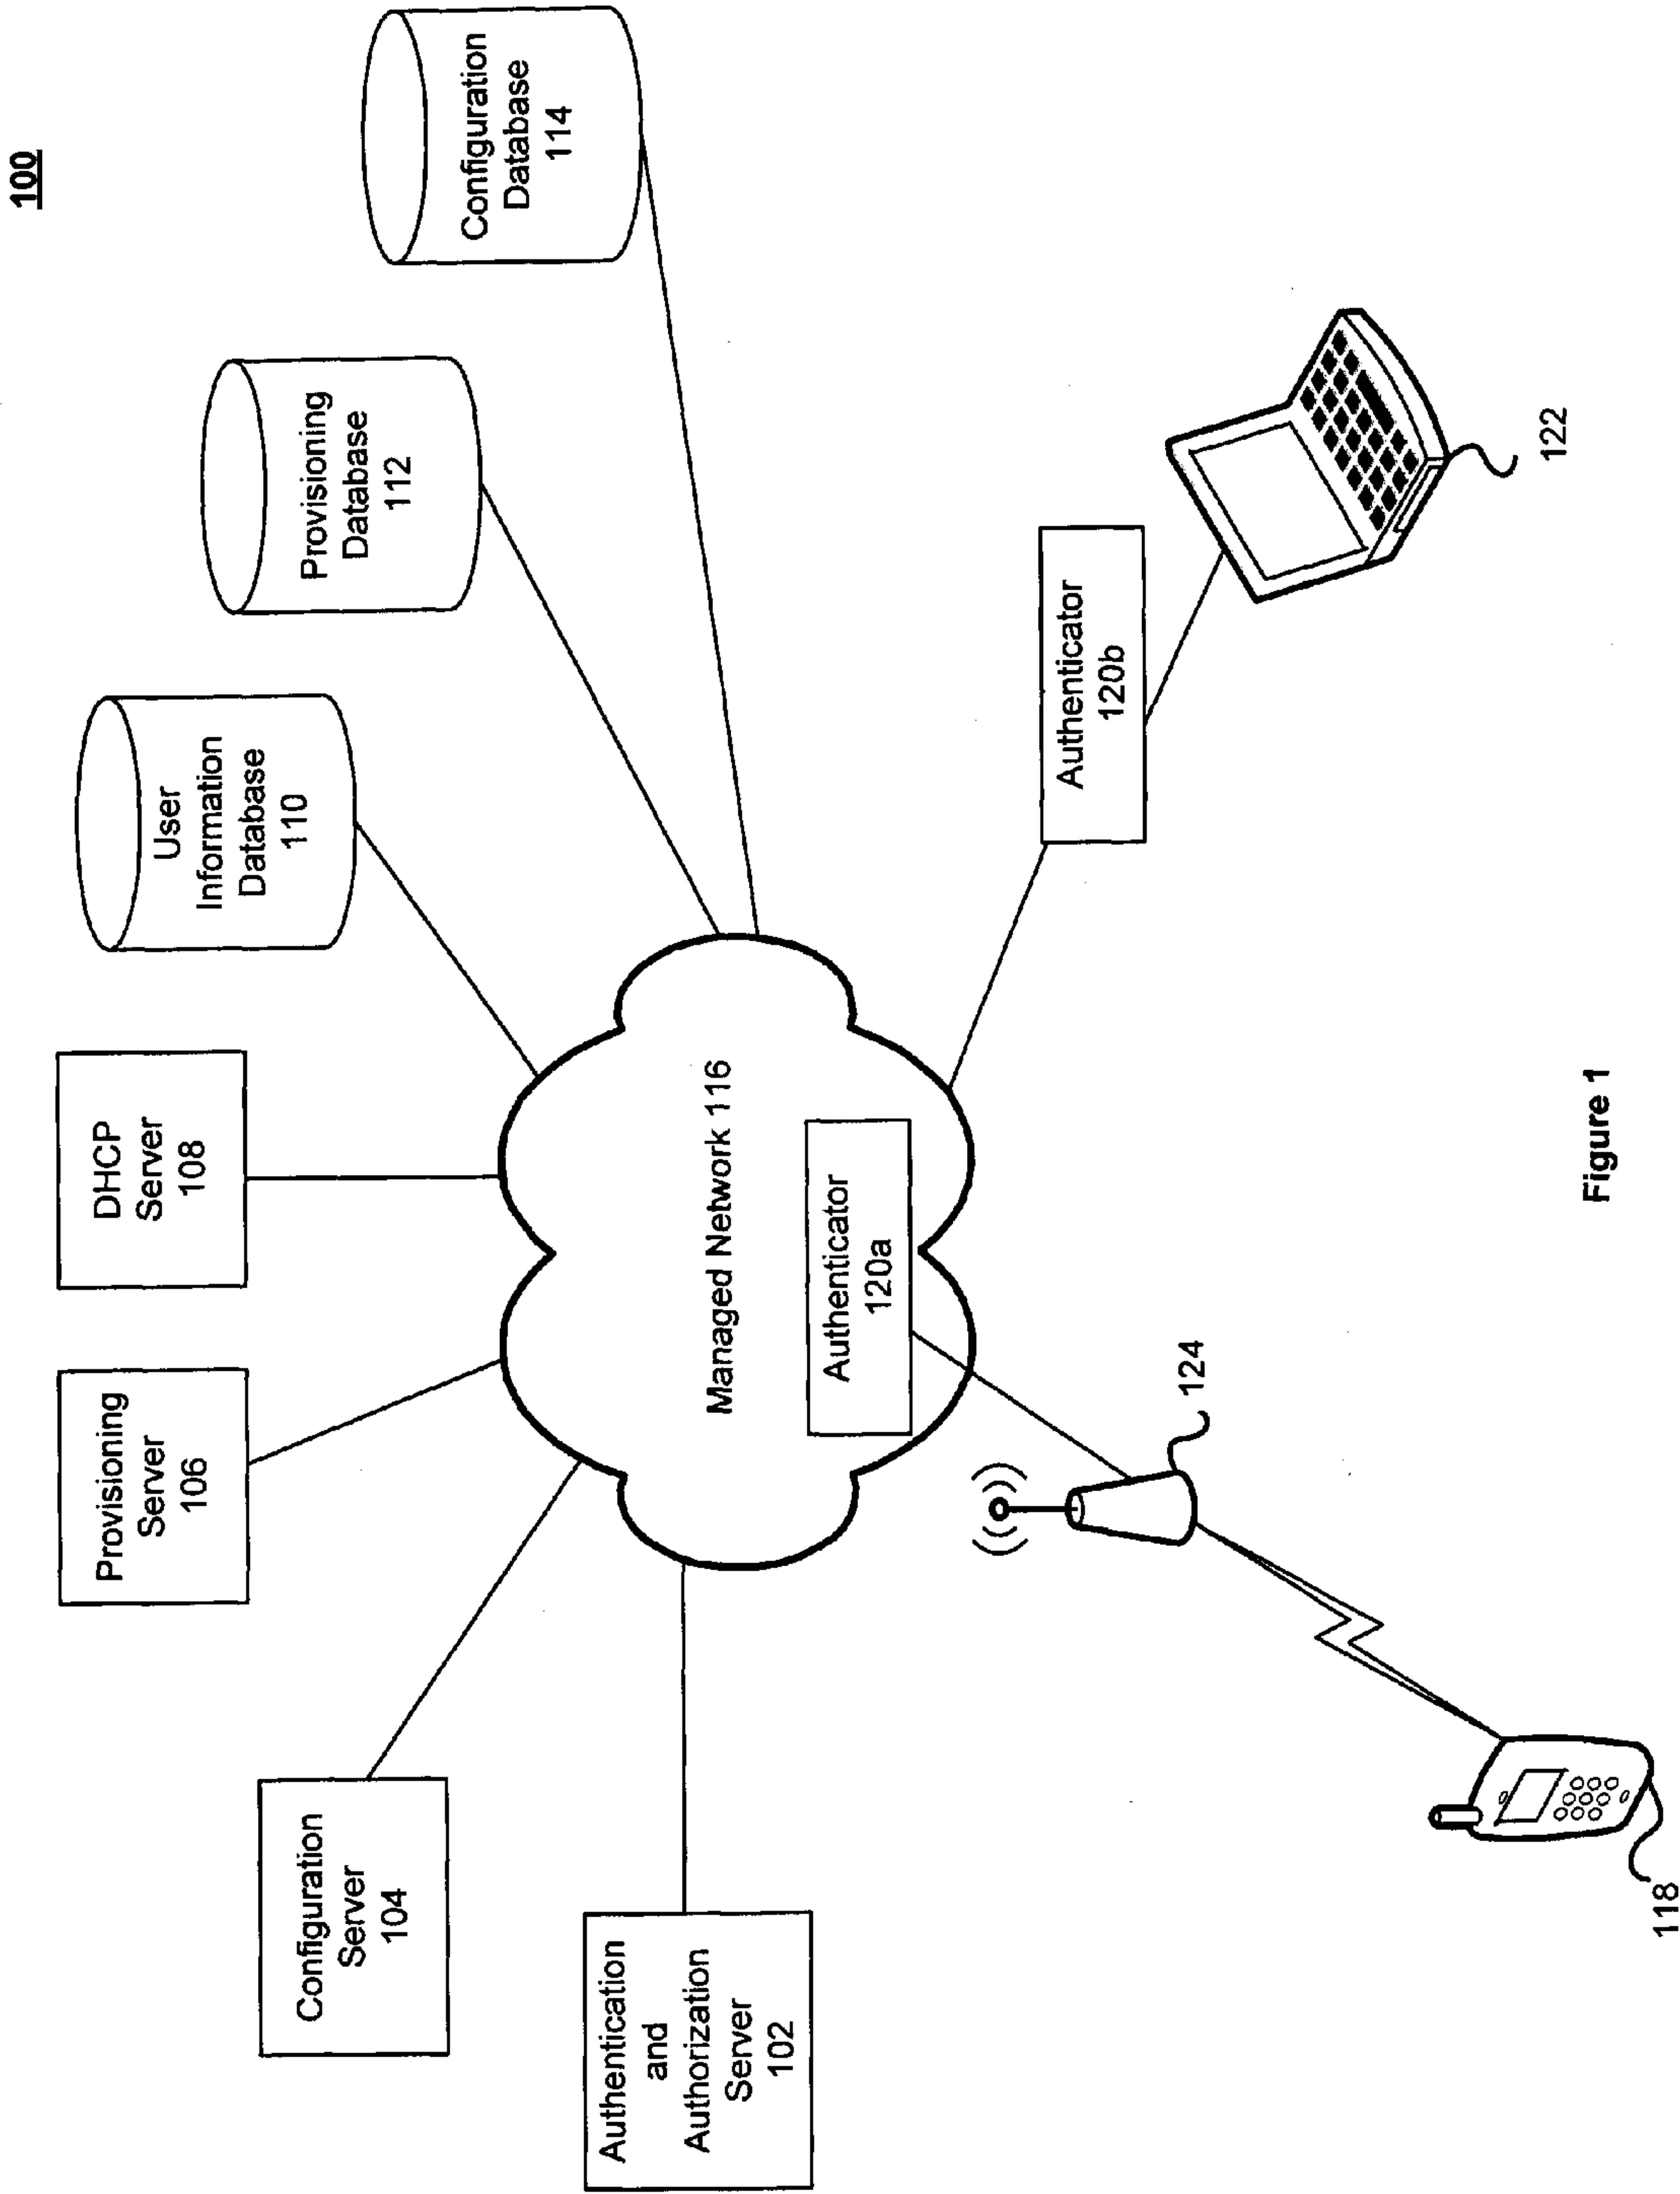 100
Configuration
Server
104
Provisioning
Server
106
DHCP
Server
108
User
Information
Database
110
Provisioning
Database
112
Configuration
Database
114
Authentication
and
Authorization
Server
102
Managed Network 116
Authenticator
120a
Authenticator
120b
124
122
118
Figure 1